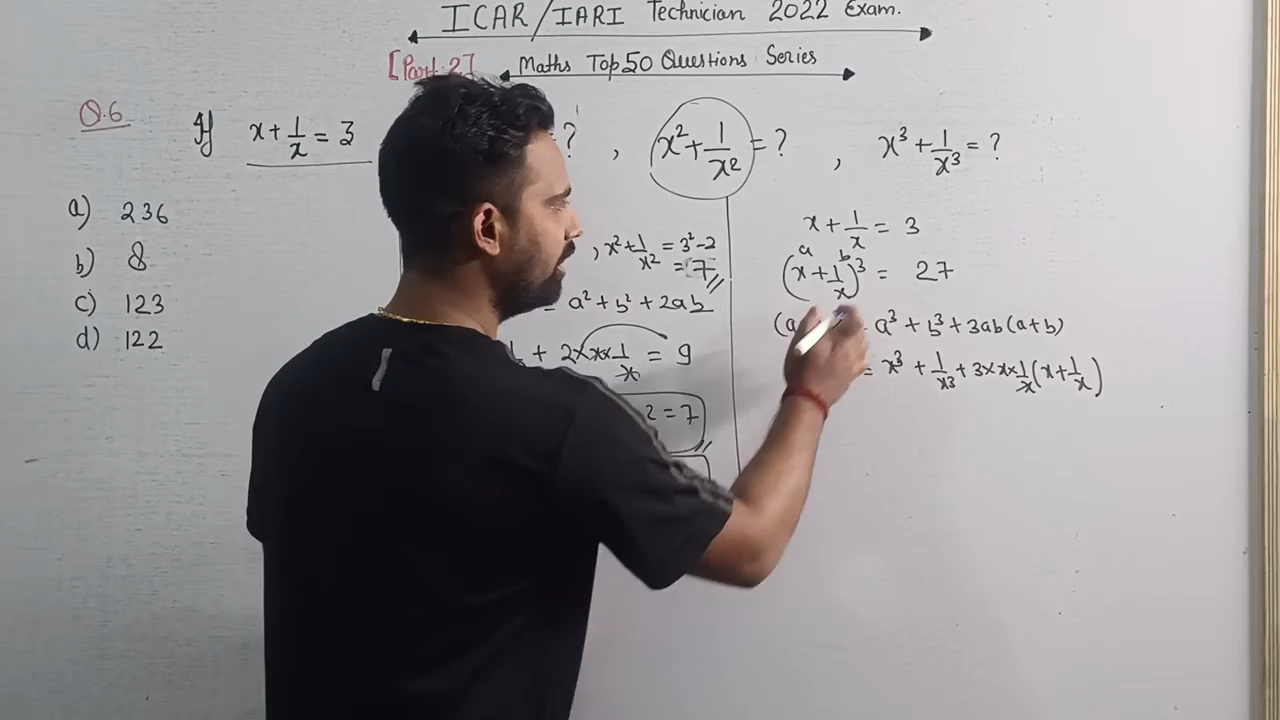 ICAR/IARI Technician 2022 Exam.
[Part-2] Maths Top 50 Questions Series
Q.6 If x + 1/x = 3 = ? , x² + 1/x² = ? , x³ + 1/x³ = ?
a) 236
b) 8
c) 123
d) 122
, x² + 1/x² = 3² - 2
= 7
= a² + b² + 2ab
+ 2 × x × 1/x = 9
2 = 7
x + 1/x = 3
a b
(x + 1/x)³ = 27
(a a³ + b³ + 3ab(a+b)
= x³ + 1/x³ + 3 × x × 1/x (x + 1/x)